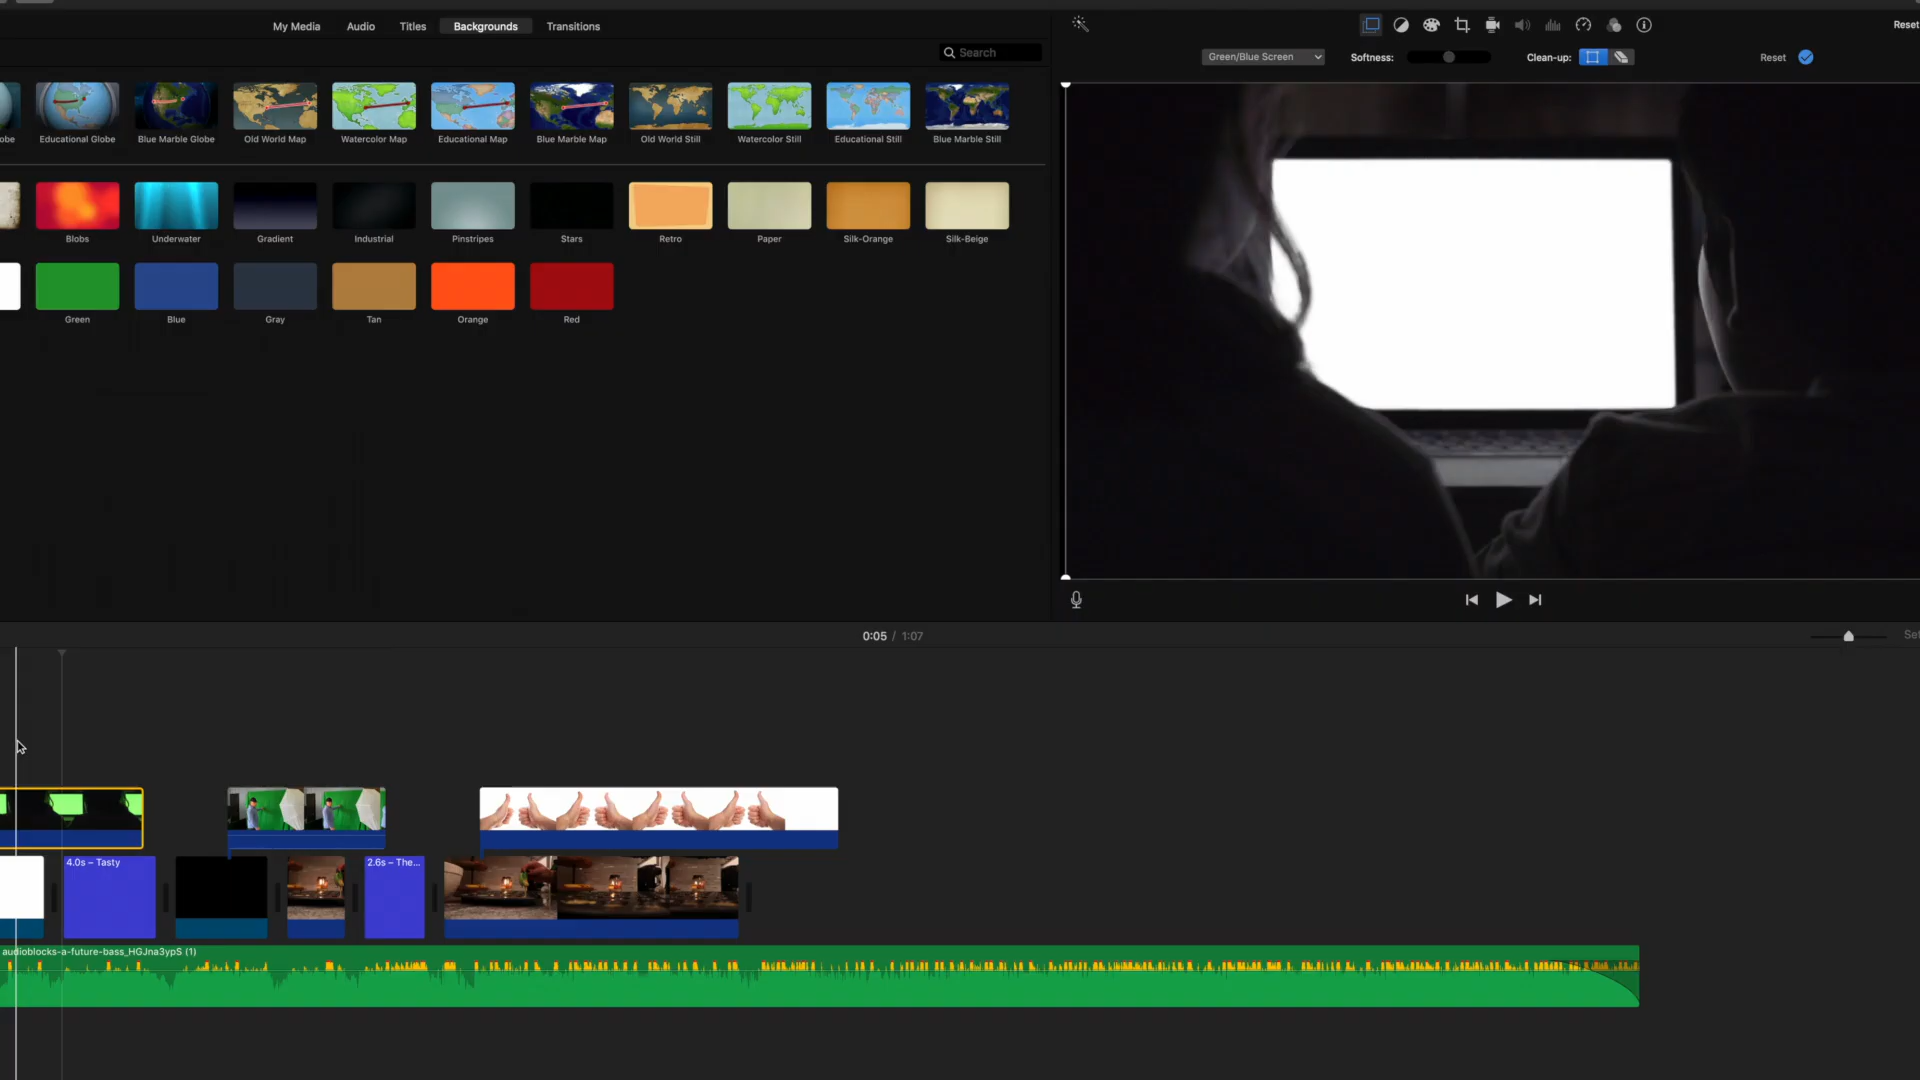 My Media Audio Titles Backgrounds Transitions
Reset
Search
Green/Blue Screen Softness: Clean-up: Reset
obe Educational Globe Blue Marble Globe Old World Map Watercolor Map Educational Map Blue Marble Map Old World Still Watercolor Still Educational Still Blue Marble Still
Blobs Underwater Gradient Industrial Pinstripes Stars Retro Paper Silk-Orange Silk-Beige
Green Blue Gray Tan Orange Red
0:05 / 1:07
Set
4.0s – Tasty
2.6s – The...
audioblocks-a-future-bass_HGJna3ypS (1)